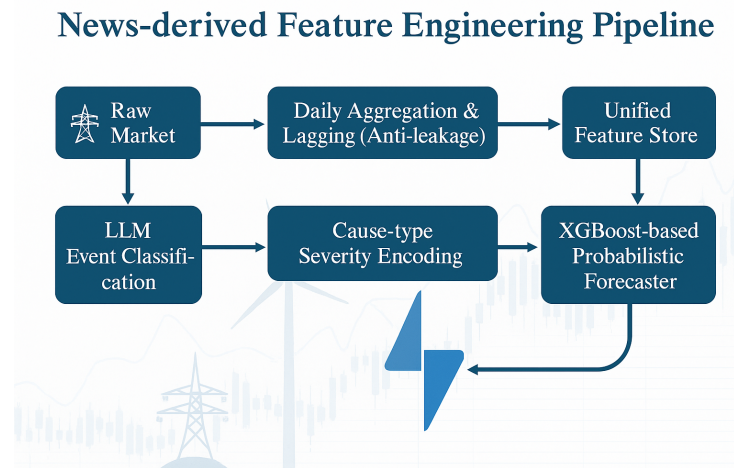 News-derived Feature Engineering Pipeline
Raw
Market
Daily Aggregation &
Lagging (Anti-leakage)
Unified
Feature Store
LLM
Event Classifi-
cation
Cause-type
Severity Encoding
XGBoost-based
Probabilistic
Forecaster